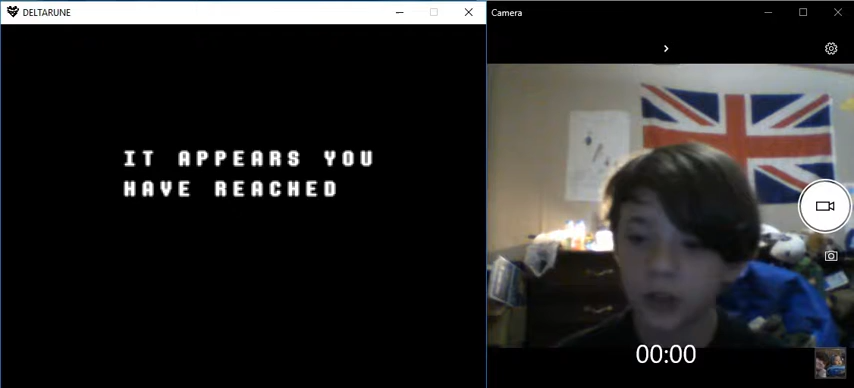 DELTARUNE
Camera
IT APPEARS YOU
HAVE REACHED
00:00